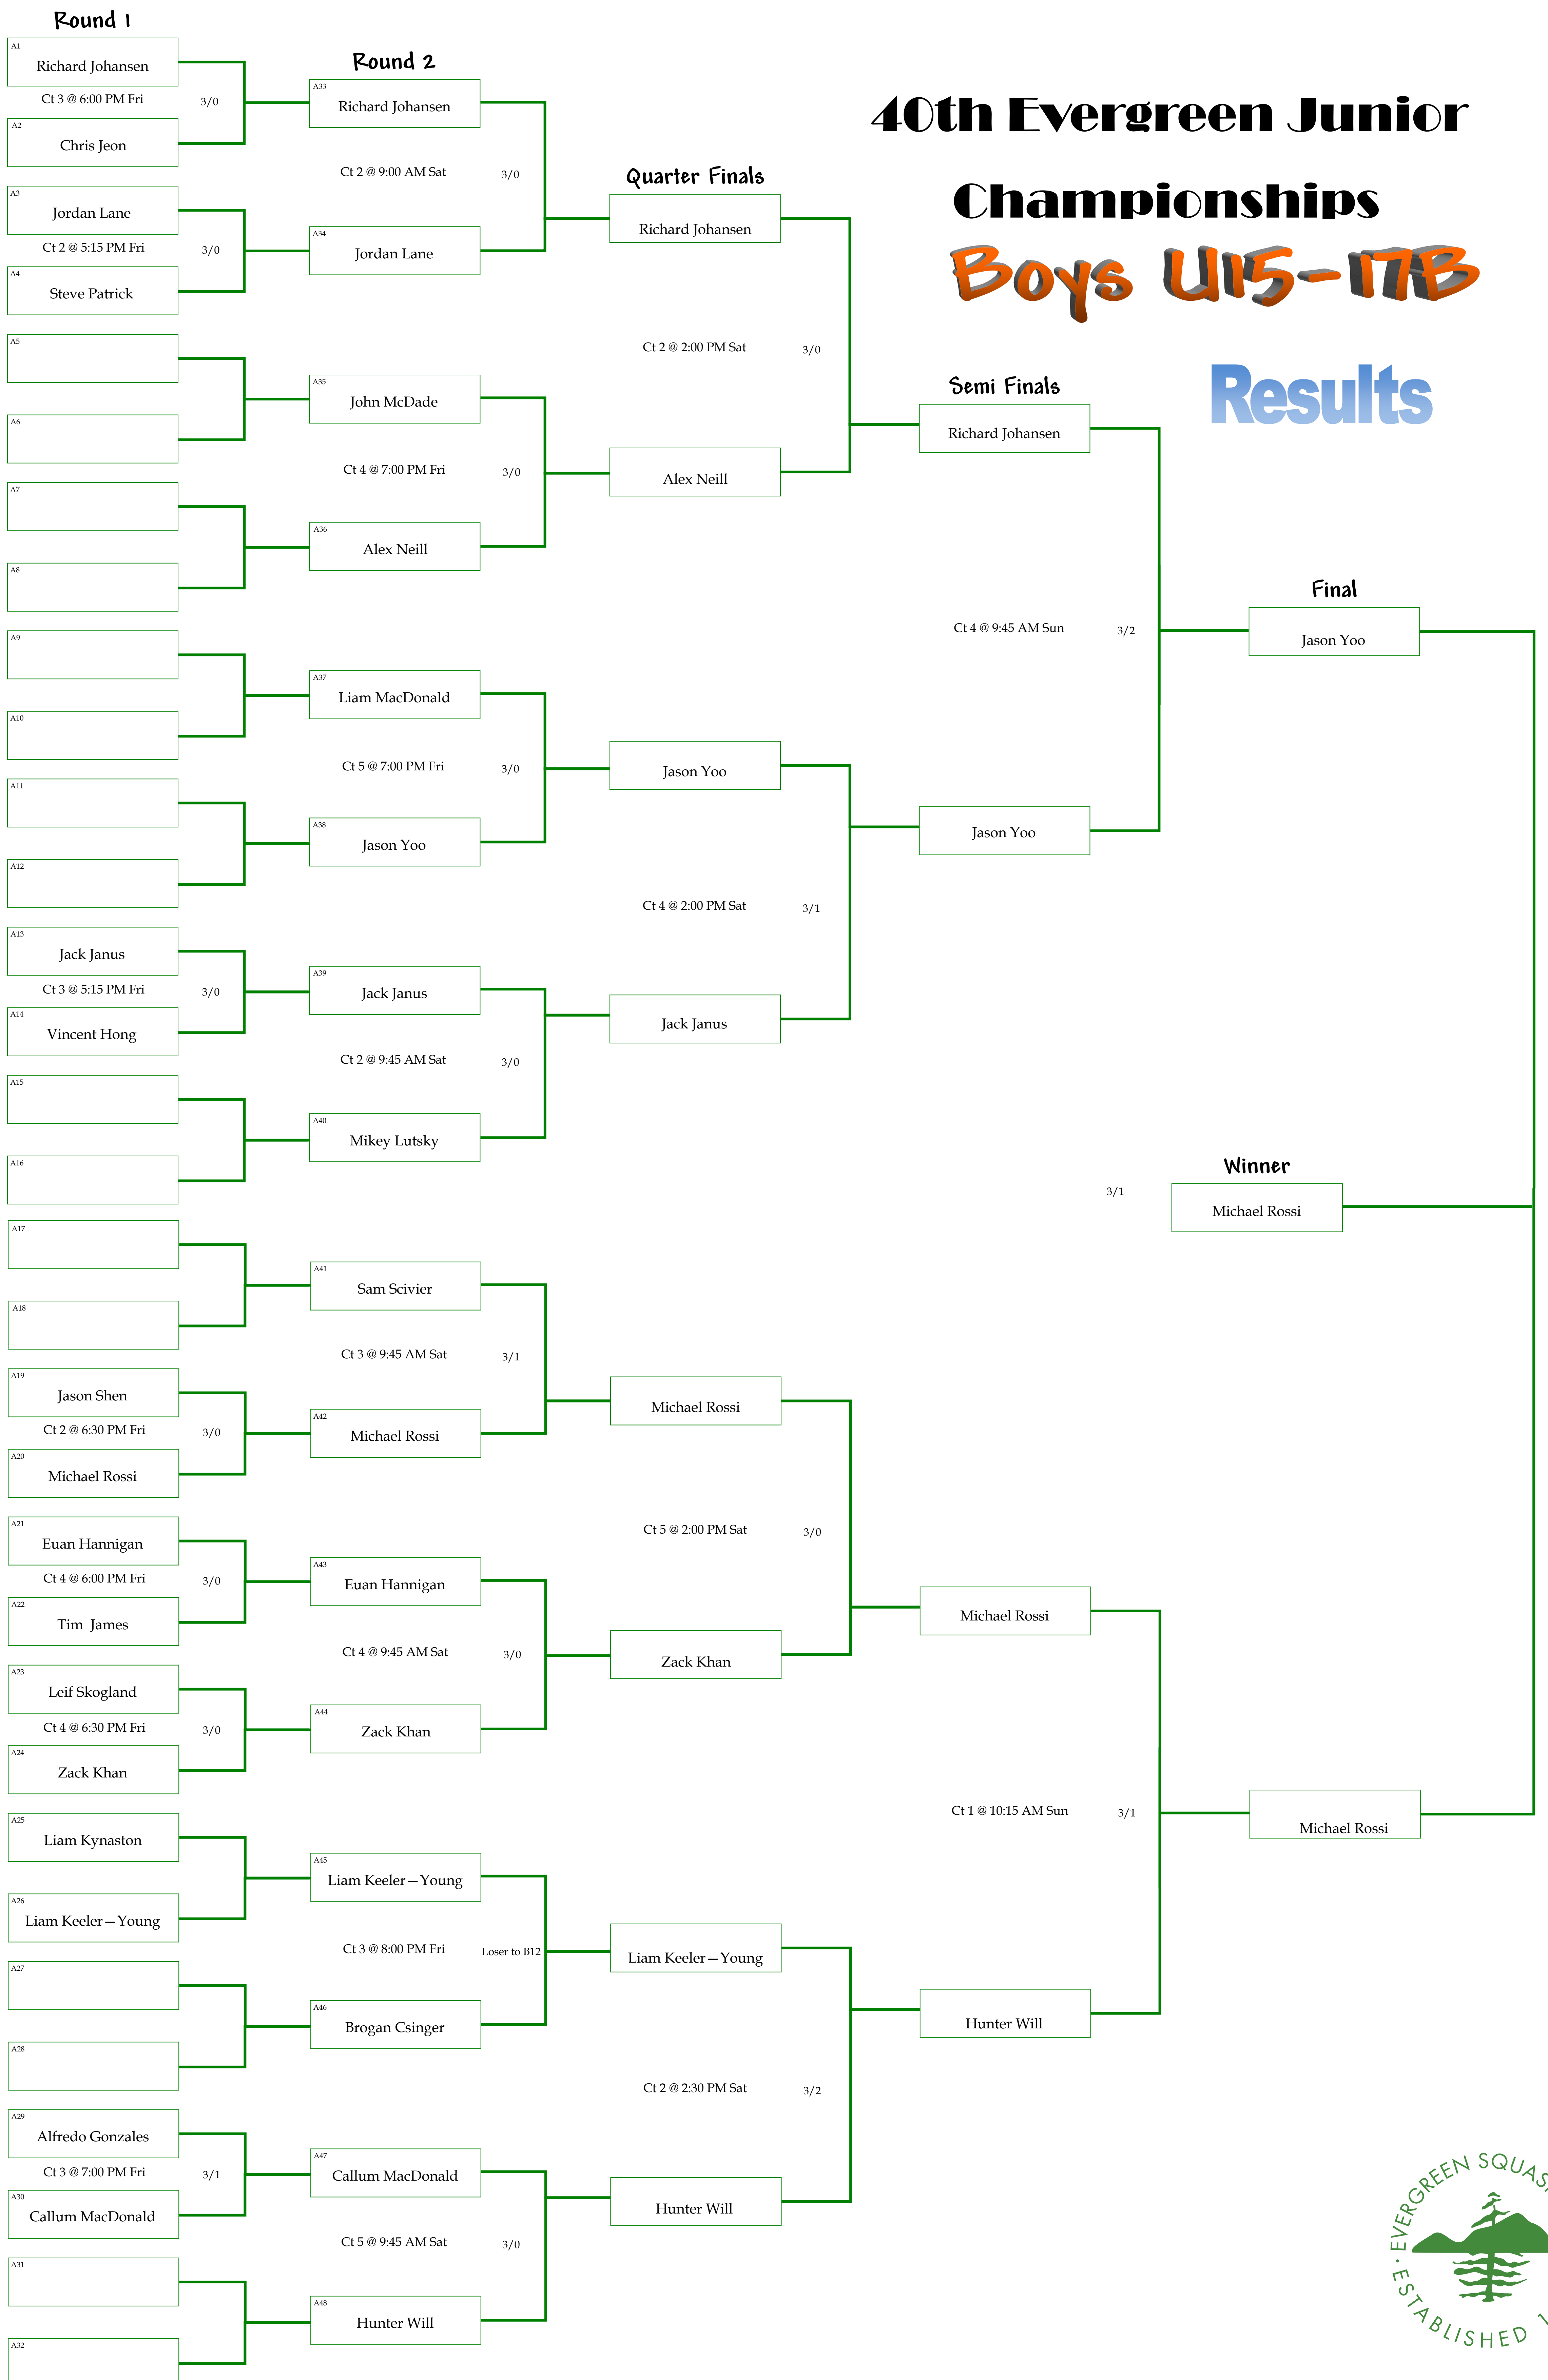 Round 1
A1
Richard Johansen
Ct 3 @ 6:00 PM Fri
3/0
A2
Chris Jeon
A3
Jordan Lane
Ct 2 @ 5:15 PM Fri
3/0
A4
Steve Patrick
A5
A6
A7
A8
A9
A10
A11
A12
A13
Jack Janus
Ct 3 @ 5:15 PM Fri
3/0
A14
Vincent Hong
A15
A16
A17
A18
A19
Jason Shen
Ct 2 @ 6:30 PM Fri
3/0
A20
Michael Rossi
A21
Euan Hannigan
Ct 4 @ 6:00 PM Fri
3/0
A22
Tim James
A23
Leif Skogland
Ct 4 @ 6:30 PM Fri
3/0
A24
Zack Khan
A25
Liam Kynaston
A26
Liam Keeler—Young
A27
A28
A29
Alfredo Gonzales
Ct 3 @ 7:00 PM Fri
3/1
A30
Callum MacDonald
A31
A32
Round 2
A33
Richard Johansen
Ct 2 @ 9:00 AM Sat
3/0
A34
Jordan Lane
A35
John McDade
Ct 4 @ 7:00 PM Fri
3/0
A36
Alex Neill
A37
Liam MacDonald
Ct 5 @ 7:00 PM Fri
3/0
A38
Jason Yoo
A39
Jack Janus
Ct 2 @ 9:45 AM Sat
3/0
A40
Mikey Lutsky
A41
Sam Scivier
Ct 3 @ 9:45 AM Sat
3/1
A42
Michael Rossi
A43
Euan Hannigan
Ct 4 @ 9:45 AM Sat
3/0
A44
Zack Khan
A45
Liam Keeler—Young
Ct 3 @ 8:00 PM Fri
Loser to B12
A46
Brogan Csinger
A47
Callum MacDonald
Ct 5 @ 9:45 AM Sat
3/0
A48
Hunter Will
Quarter Finals
Richard Johansen
Ct 2 @ 2:00 PM Sat
3/0
Alex Neill
Jason Yoo
Ct 4 @ 2:00 PM Sat
3/1
Jack Janus
Michael Rossi
Ct 5 @ 2:00 PM Sat
3/0
Zack Khan
Liam Keeler—Young
Ct 2 @ 2:30 PM Sat
3/2
Hunter Will
40th Evergreen Junior
Championships
Boys U15-17B
Results
Semi Finals
Richard Johansen
Ct 4 @ 9:45 AM Sun
3/2
Jason Yoo
Michael Rossi
Ct 1 @ 10:15 AM Sun
3/1
Hunter Will
Final
Jason Yoo
Michael Rossi
Winner
3/1
Michael Rossi
EVERGREEN
ESTABLISHED